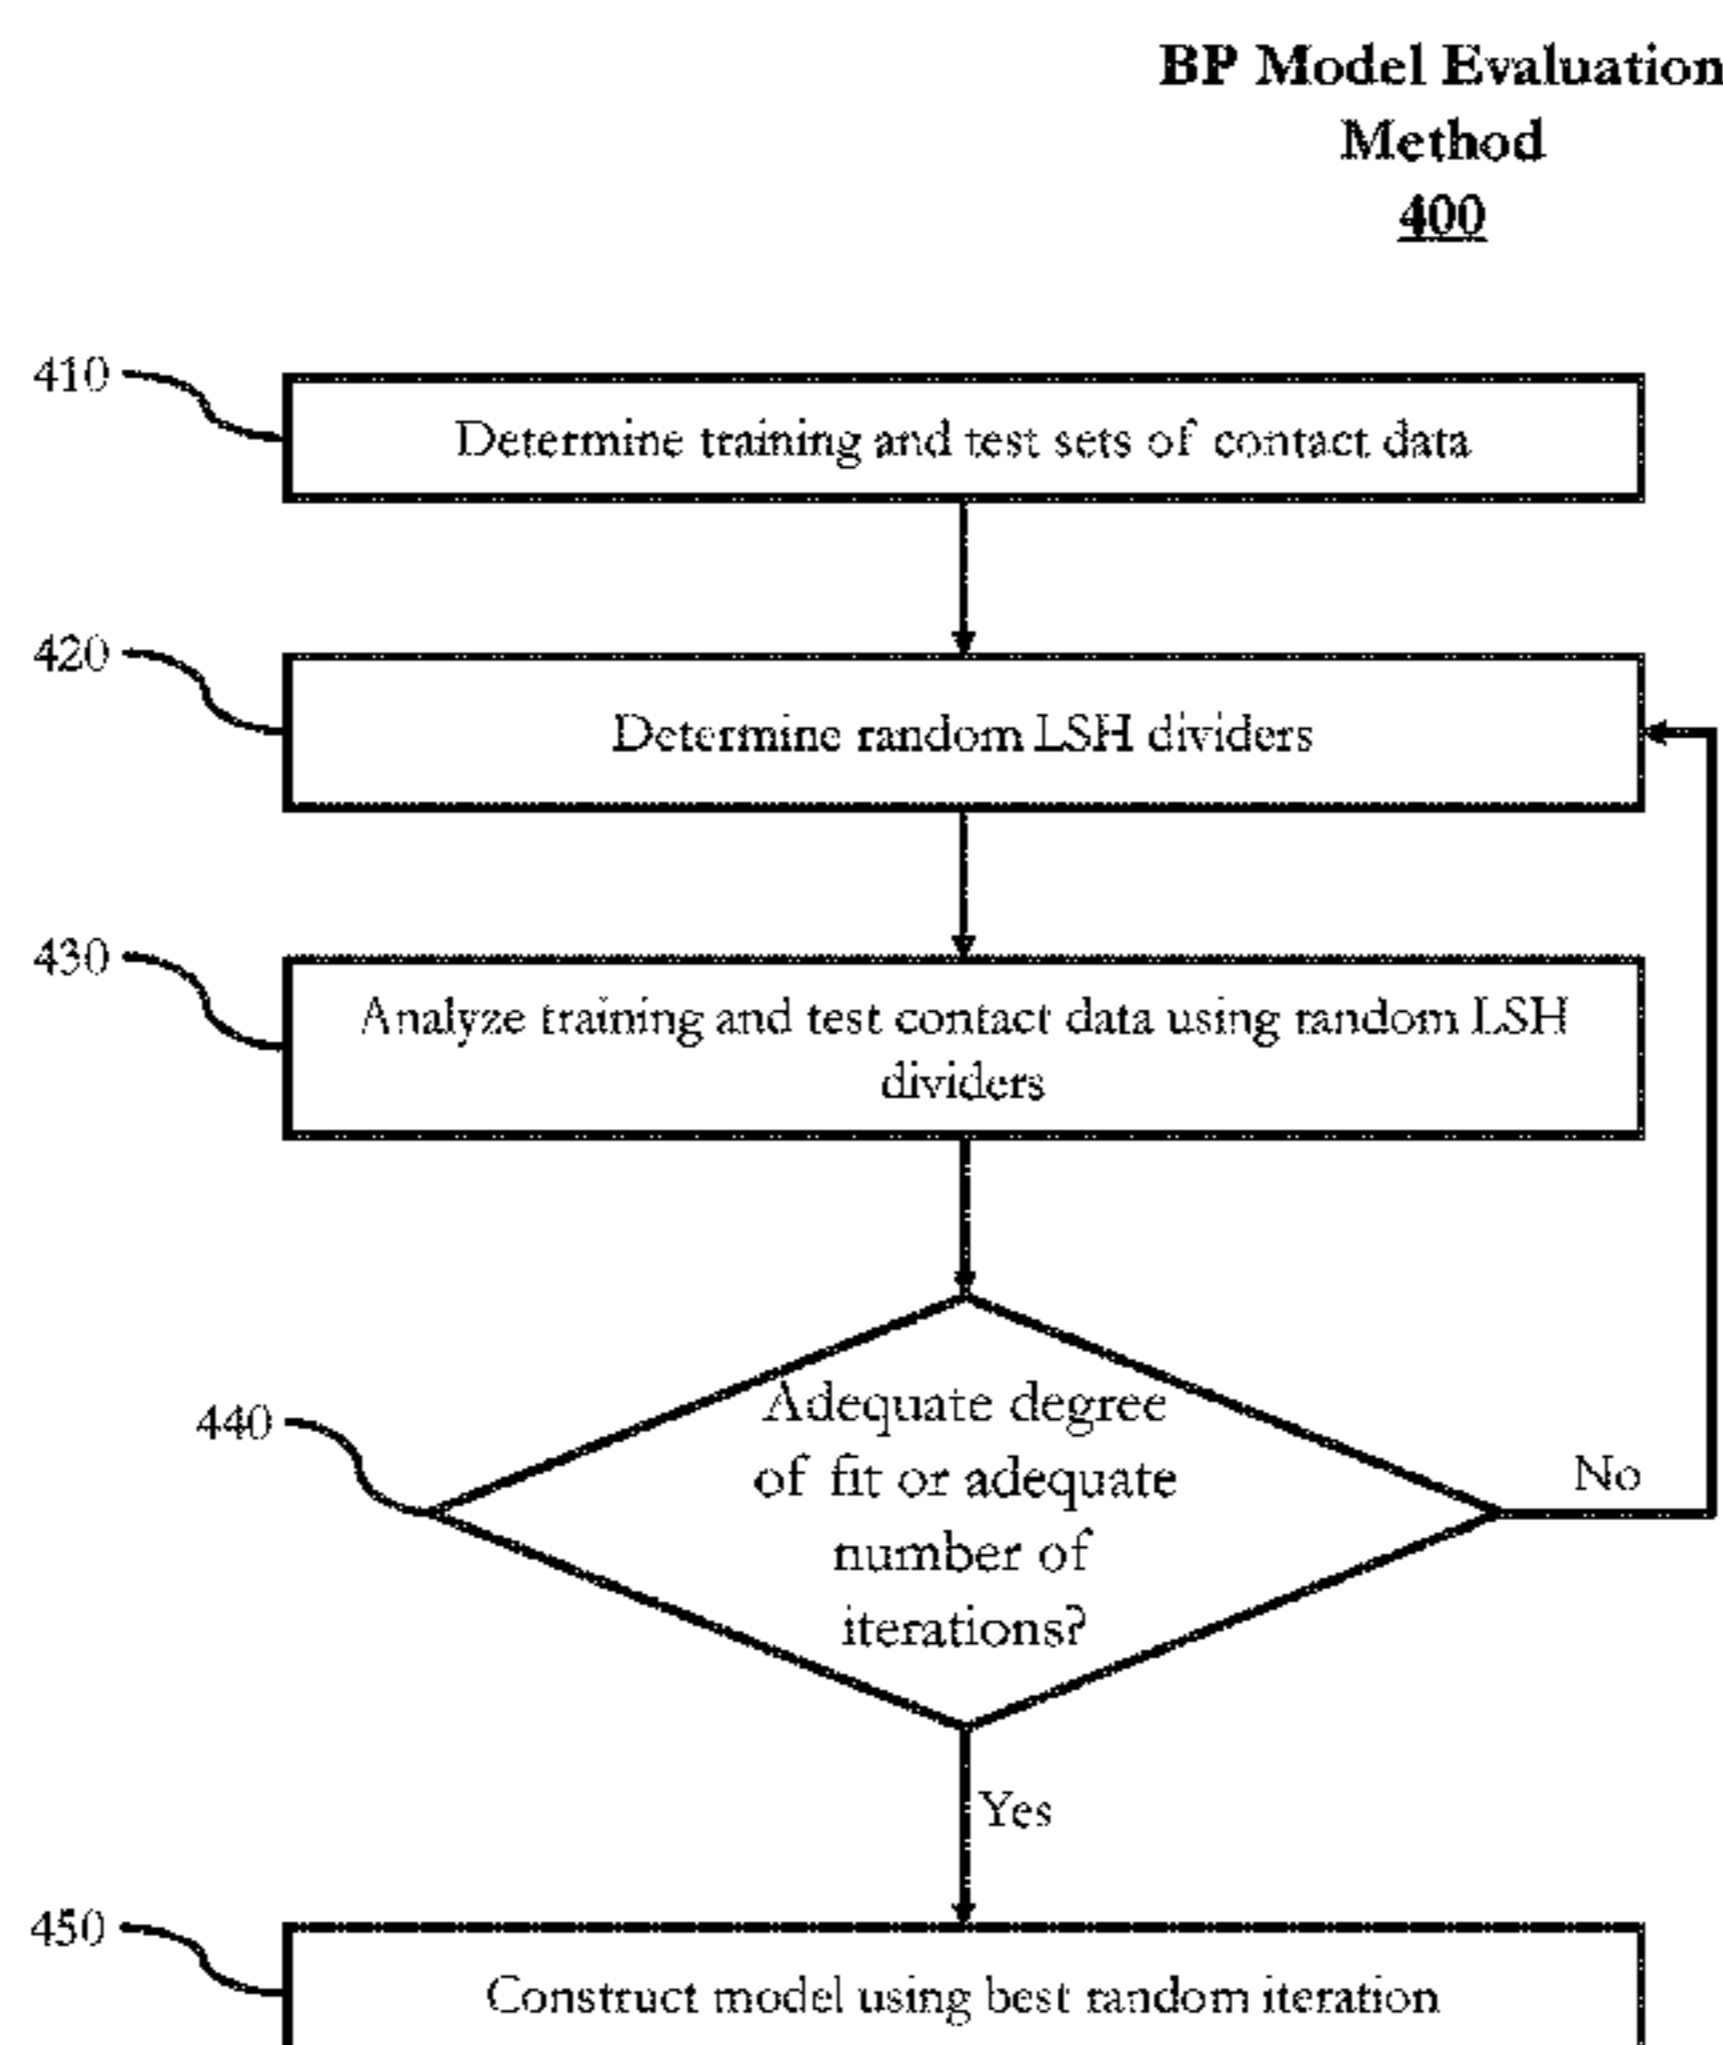 BP Model Evaluation
Method
400
410
Determine training and test sets of contact data
420
Determine random LSH dividers
430
Analyze training and test contact data using random LSH
dividers
440
Adequate degree
of fit or adequate
number of
iterations?
No
Yes
450
Construct model using best random iteration